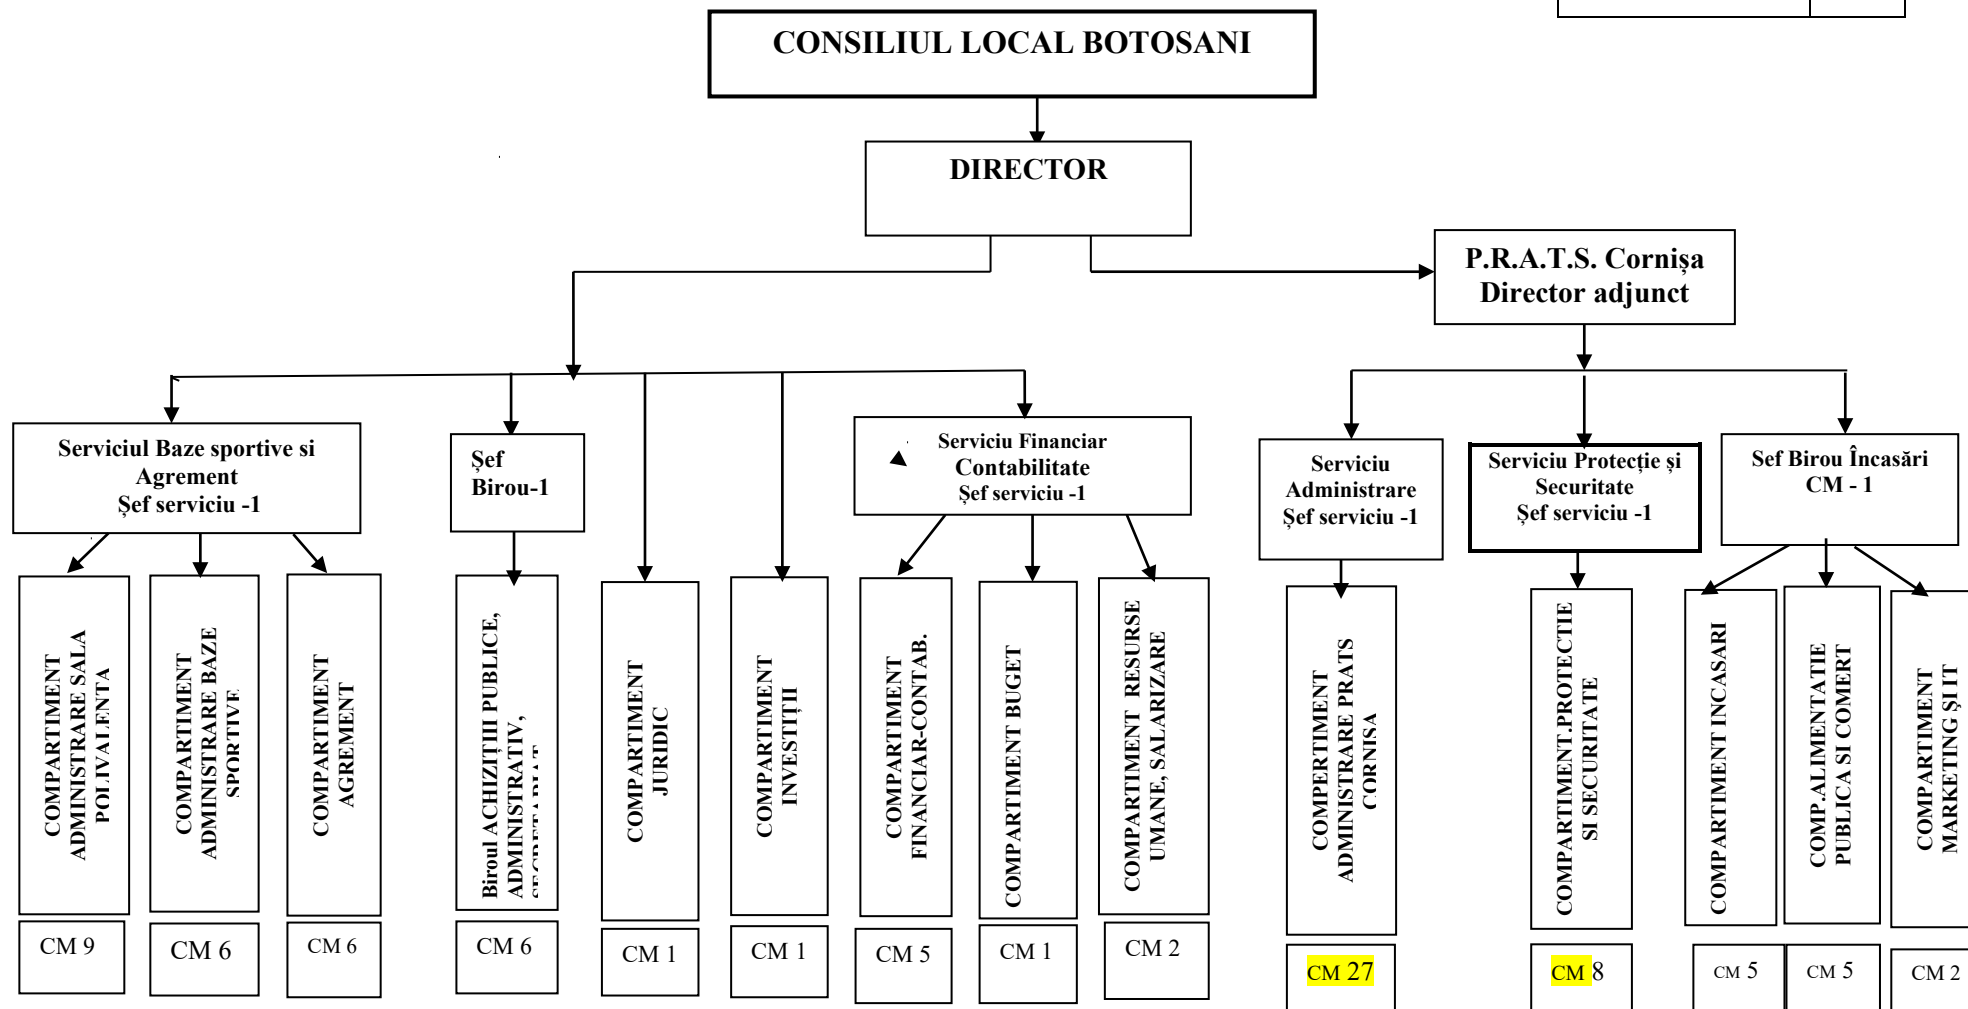 CONSILIUL LOCAL BOTOSANI
DIRECTOR
P.R.A.T.S. Cornișa
Director adjunct
Serviciul Baze sportive si
Agrement
Șef serviciu -1
Șef
Birou-1
Serviciu Financiar
Contabilitate
Șef serviciu -1
Serviciu
Administrare
Șef serviciu -1
Serviciu Protecție și
Securitate
Șef serviciu -1
Sef Birou Încasări
CM - 1
COMPARTIMENT
ADMINISTRARE SALA
POLIVALENTA
COMPARTIMENT
ADMINISTRARE BAZE
SPORTIVE
COMPARTIMENT
AGREMENT
Biroul ACHIZIȚIII PUBLICE,
ADMINISTRATIV,
COMPARTIMENT
JURIDIC
COMPARTIMENT
INVESTIȚII
COMPARTIMENT
FINANCIAR-CONTAB.
COMPARTIMENT BUGET
COMPARTIMENT RESURSE
UMANE, SALARIZARE
COMPERTIMENT
ADMINISTRARE PRATS
CORNISA
COMPARTIMENT.PROTECTIE
SI SECURITATE
COMPARTIMENT INCASARI
COMP.ALIMENTATIE
PUBLICA SI COMERT
COMPARTIMENT
MARKETING ȘI IT
CM 9
CM 6
CM 6
CM 6
CM 1
CM 1
CM 5
CM 1
CM 2
CM 27
CM 8
CM 5
CM 5
CM 2